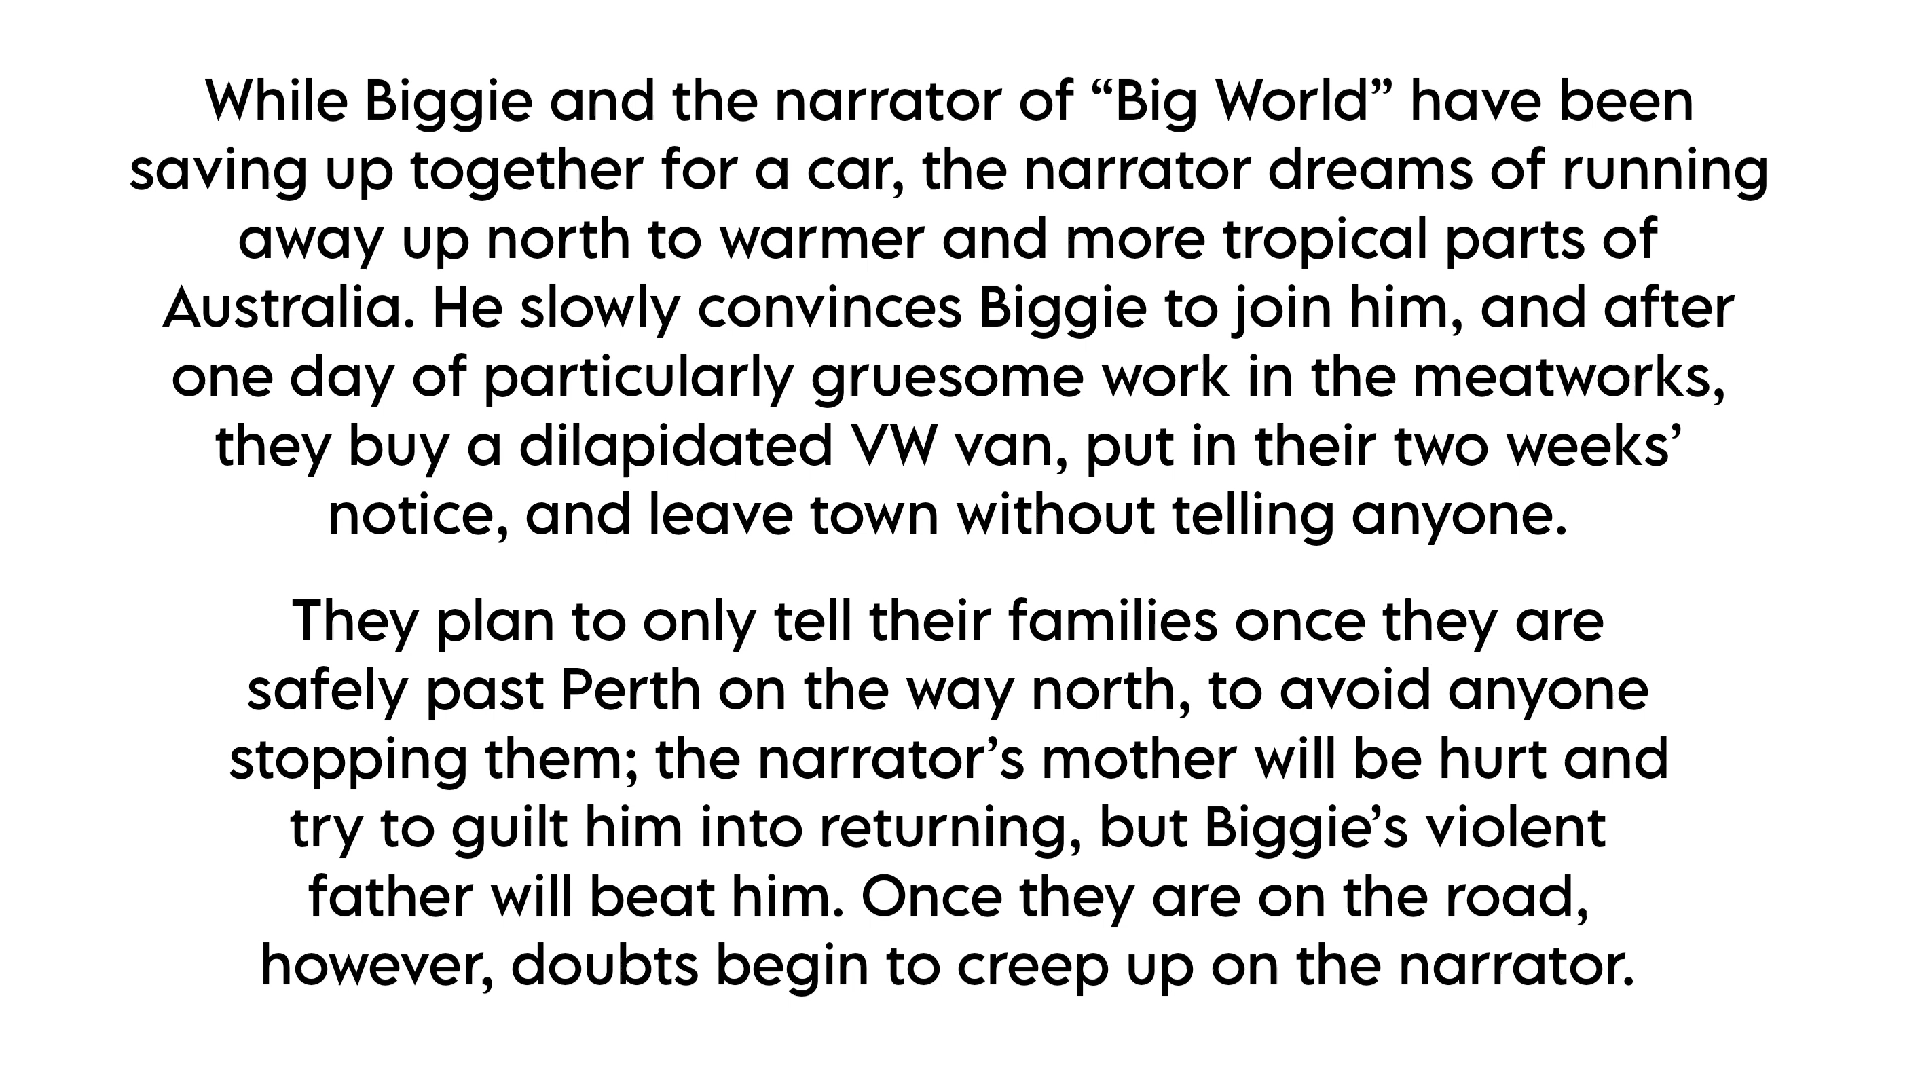 While Biggie and the narrator of “Big World” have been
saving up together for a car, the narrator dreams of running
away up north to warmer and more tropical parts of
Australia. He slowly convinces Biggie to join him, and after
one day of particularly gruesome work in the meatworks,
they buy a dilapidated VW van, put in their two weeks’
notice, and leave town without telling anyone.
They plan to only tell their families once they are
safely past Perth on the way north, to avoid anyone
stopping them; the narrator’s mother will be hurt and
try to guilt him into returning, but Biggie’s violent
father will beat him. Once they are on the road,
however, doubts begin to creep up on the narrator.